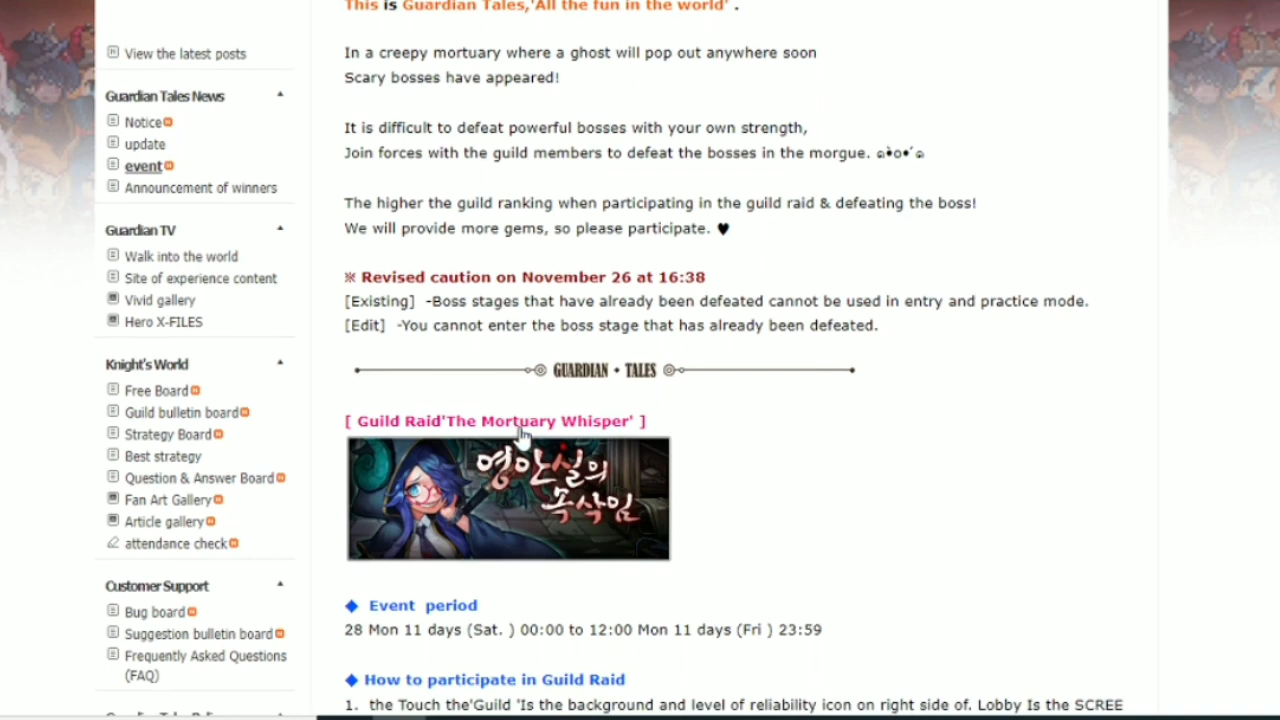 This is Guardian Tales,'All the fun in the world' .
In a creepy mortuary where a ghost will pop out anywhere soon
Scary bosses have appeared!
It is difficult to defeat powerful bosses with your own strength,
Join forces with the guild members to defeat the bosses in the morgue.
The higher the guild ranking when participating in the guild raid & defeating the boss!
We will provide more gems, so please participate. ♥
※ Revised caution on November 26 at 16:38
[Existing] -Boss stages that have already been defeated cannot be used in entry and practice mode.
[Edit] -You cannot enter the boss stage that has already been defeated.
GUARDIAN • TALES
[ Guild Raid'The Mortuary Whisper' ]
영안실의
속삭임
◆ Event period
28 Mon 11 days (Sat. ) 00:00 to 12:00 Mon 11 days (Fri ) 23:59
◆ How to participate in Guild Raid
1. the Touch the'Guild 'Is the background and level of reliability icon on right side of. Lobby Is the SCREE
View the latest posts
Guardian Tales News
Notice
update
event
Announcement of winners
Guardian TV
Walk into the world
Site of experience content
Vivid gallery
Hero X-FILES
Knight's World
Free Board
Guild bulletin board
Strategy Board
Best strategy
Question & Answer Board
Fan Art Gallery
Article gallery
attendance check
Customer Support
Bug board
Suggestion bulletin board
Frequently Asked Questions
(FAQ)